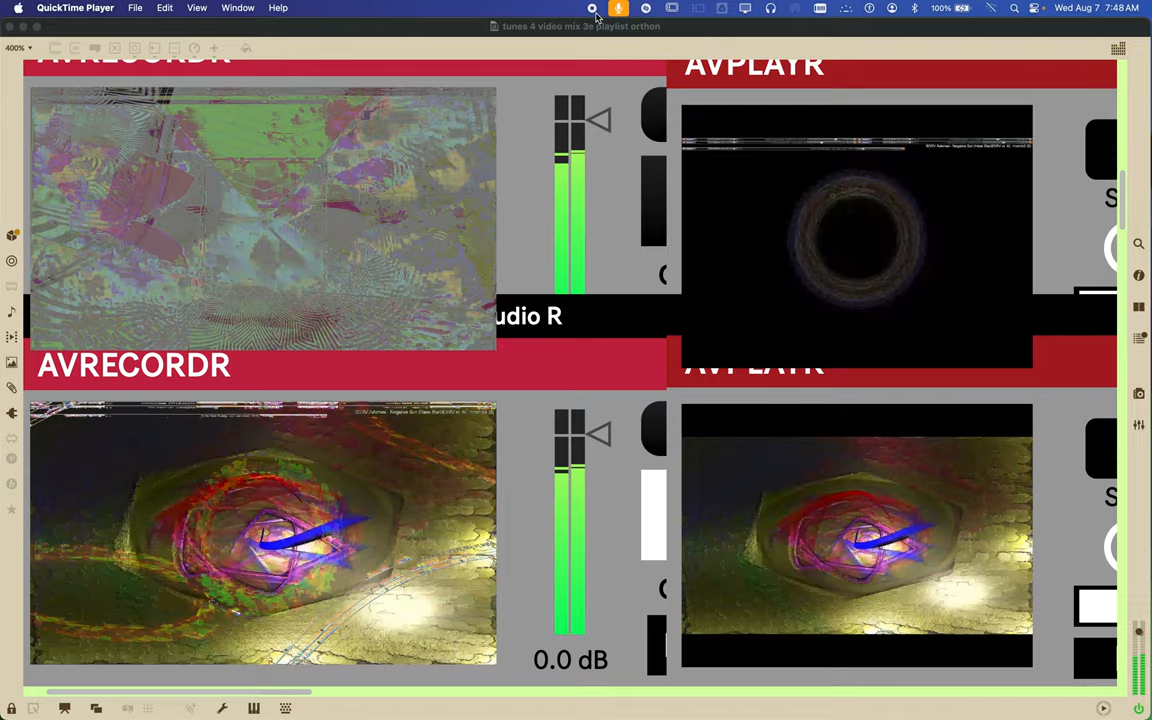 QuickTime Player File Edit View Window Help 100% Wed Aug 7 7:48 AM
tunes 4 video mix 3e playlist orthon
400%
AVRECORDR
AVPLAYR
S
udio R
AVRECORDR
AVPLAYR
S
0.0 dB